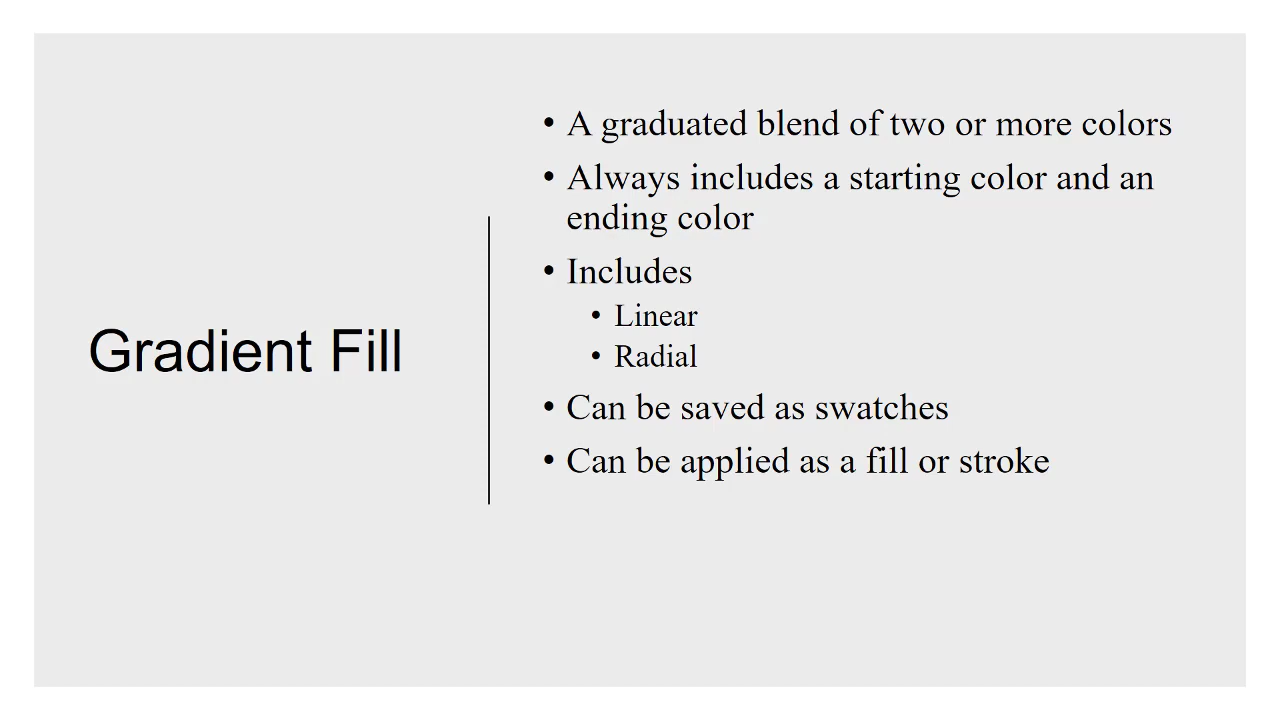 Gradient Fill
• A graduated blend of two or more colors
• Always includes a starting color and an
ending color
• Includes
• Linear
• Radial
• Can be saved as swatches
• Can be applied as a fill or stroke